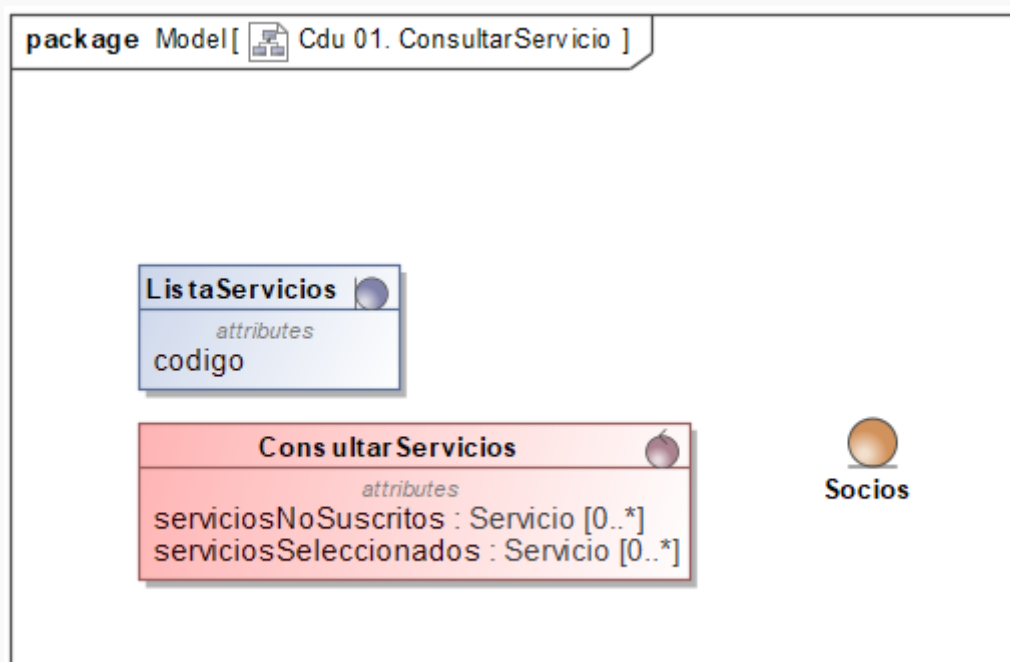 package Model[ Cdu 01. ConsultarServicio ]
ListaServicios
attributes
codigo
ConsultarServicios
attributes
serviciosNoSuscritos : Servicio [0..*]
serviciosSeleccionados : Servicio [0..*]
Socios